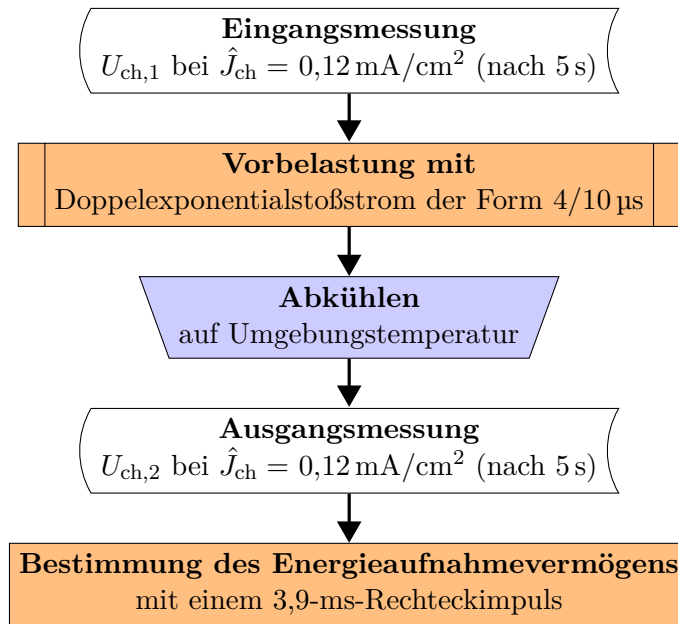 Eingangsmessung
U_ch,1 bei Ĵ_ch = 0,12 mA/cm² (nach 5 s)
Vorbelastung mit
Doppelexponentialstoßstrom der Form 4/10 µs
Abkühlen
auf Umgebungstemperatur
Ausgangsmessung
U_ch,2 bei Ĵ_ch = 0,12 mA/cm² (nach 5 s)
Bestimmung des Energieaufnahmevermögens
mit einem 3,9-ms-Rechteckimpuls